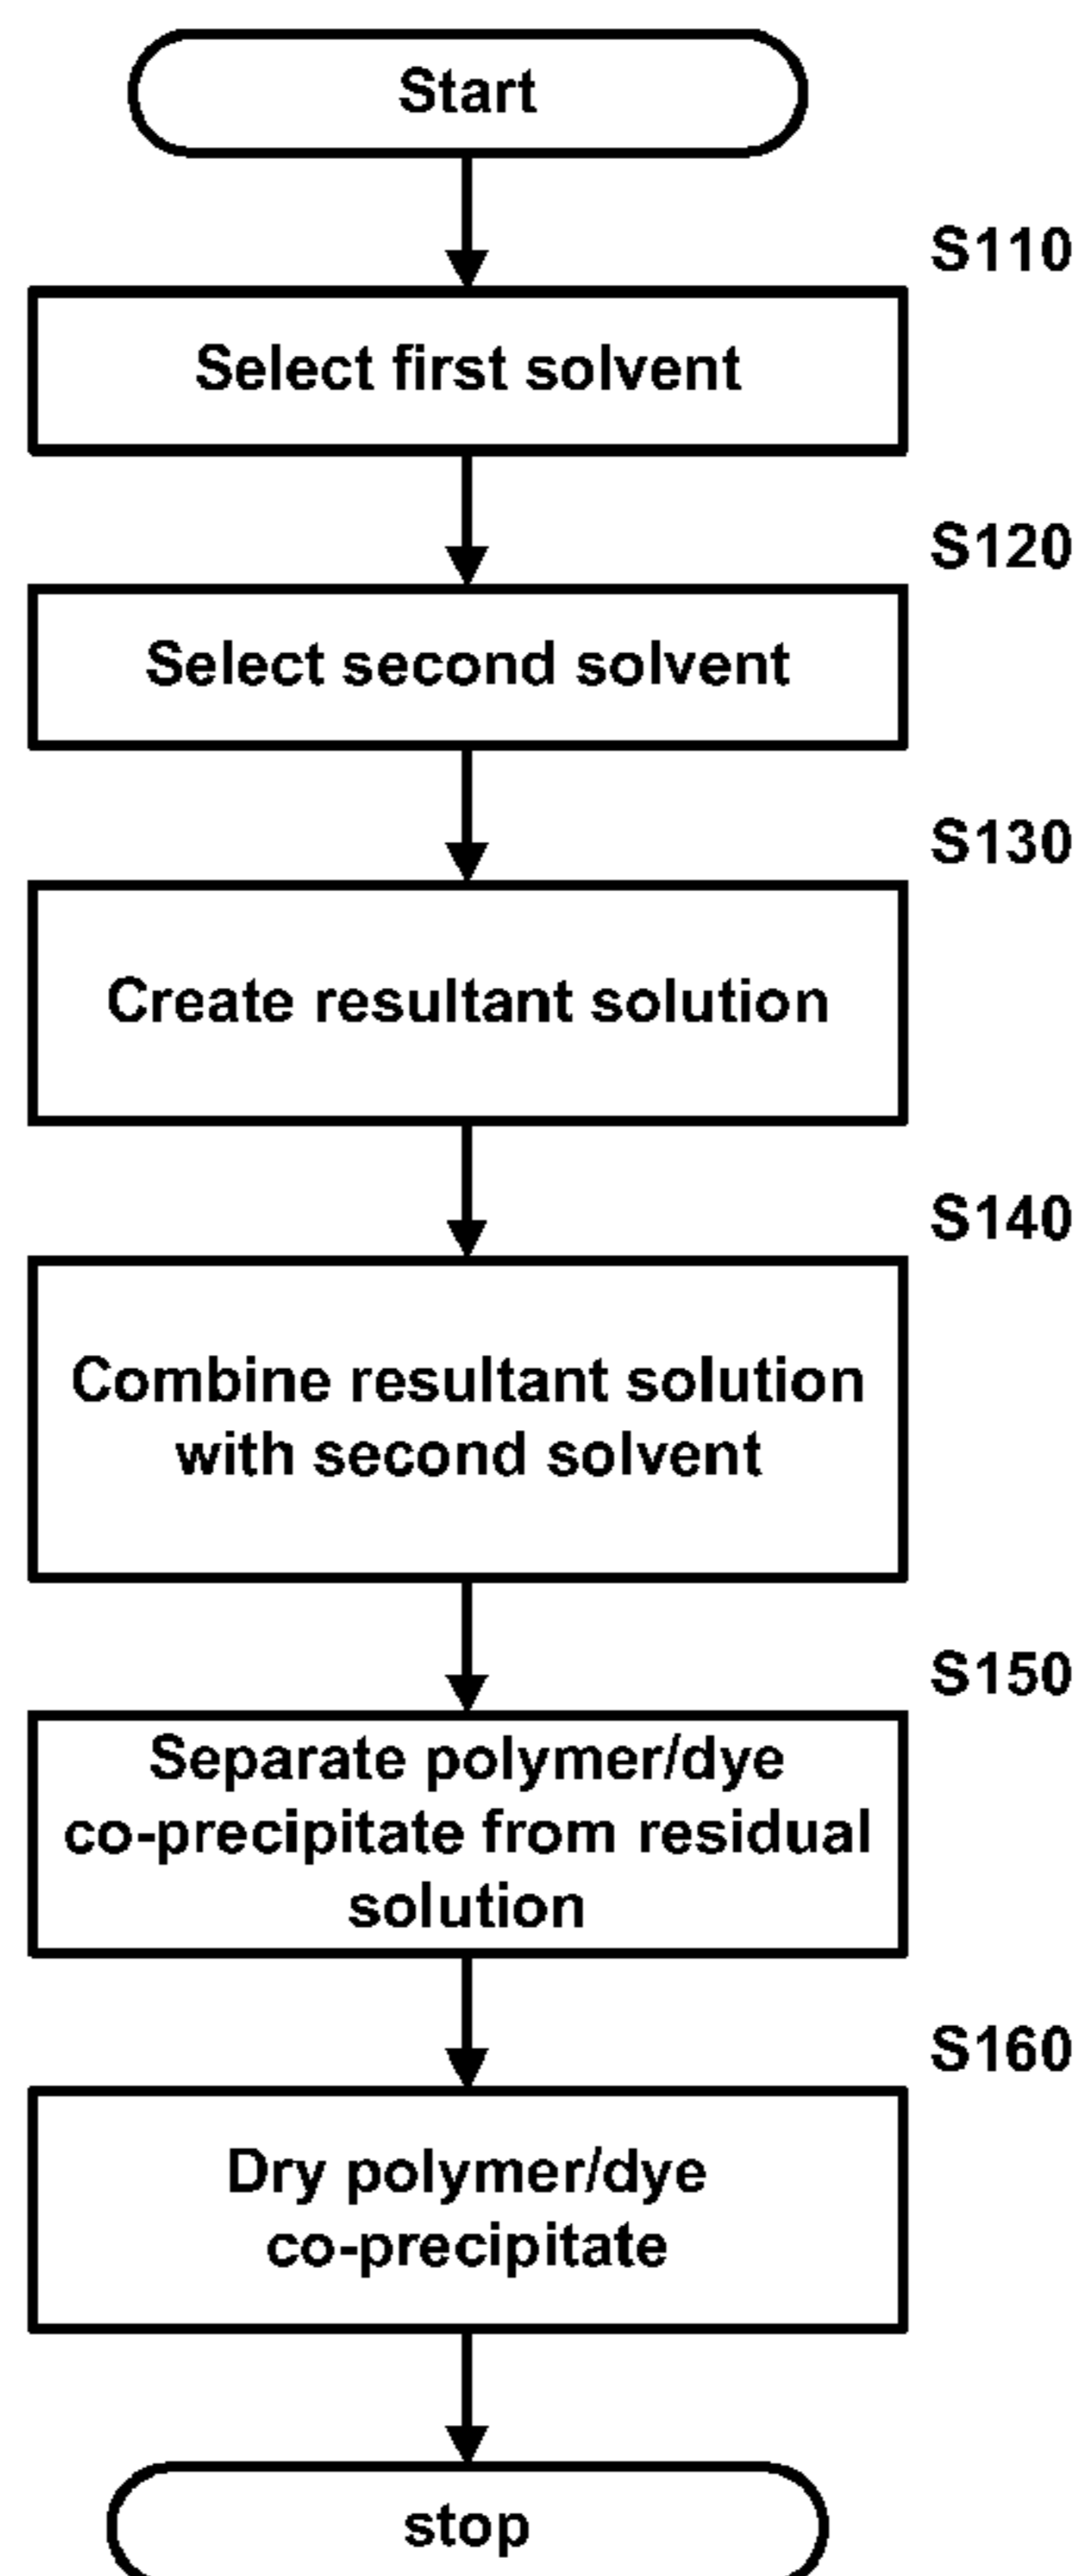 Start
S110
Select first solvent
S120
Select second solvent
S130
Create resultant solution
S140
Combine resultant solution
with second solvent
S150
Separate polymer/dye
co-precipitate from residual
solution
S160
Dry polymer/dye
co-precipitate
stop